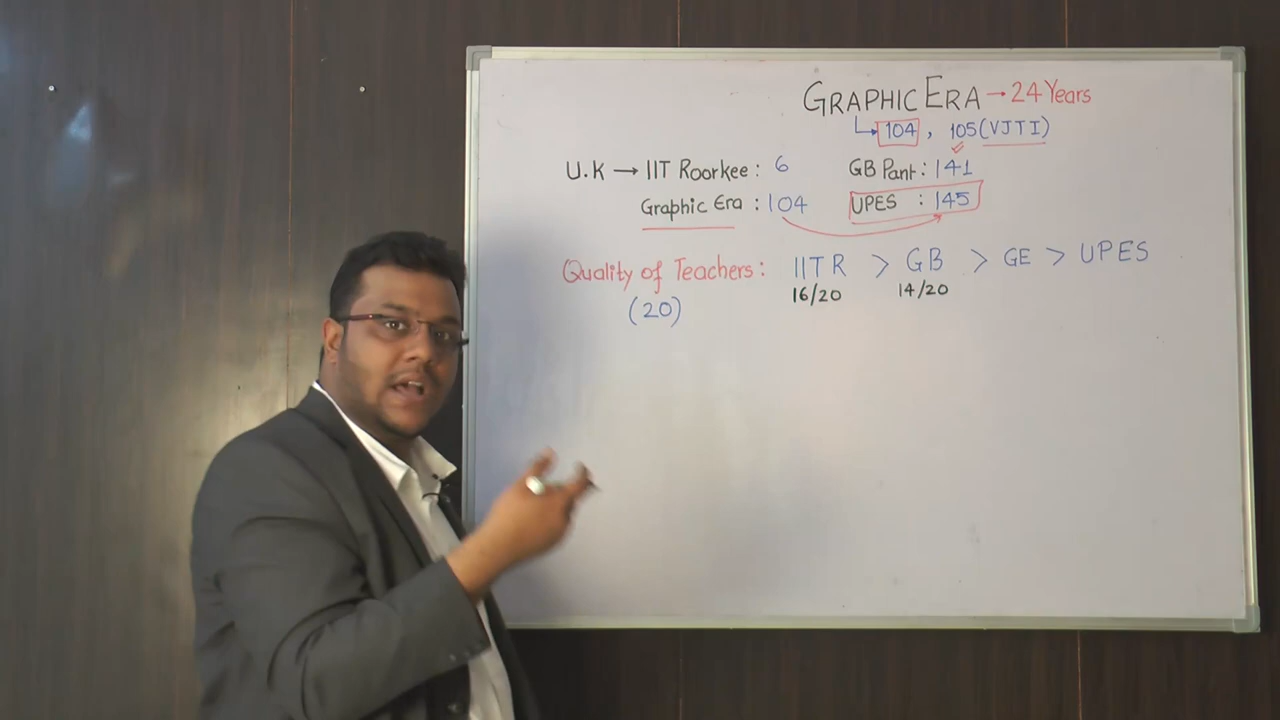 GRAPHIC ERA → 24 Years
104, 105(VJTI)
U.K → IIT Roorkee: 6 GB Pant: 141
Graphic Era: 104 UPES: 145
Quality of Teachers: IITR > GB > GE > UPES
(20) 16/20 14/20